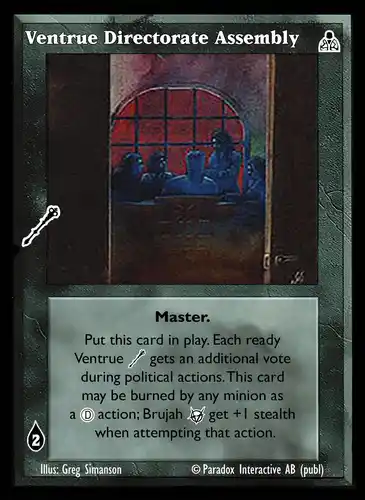 Ventrue Directorate Assembly
Master.
Put this card in play. Each ready
Ventrue gets an additional vote
during political actions. This card
may be burned by any minion as
a D action; Brujah get +1 stealth
when attempting that action.
2
Illus: Greg Simanson © Paradox Interactive AB (publ)